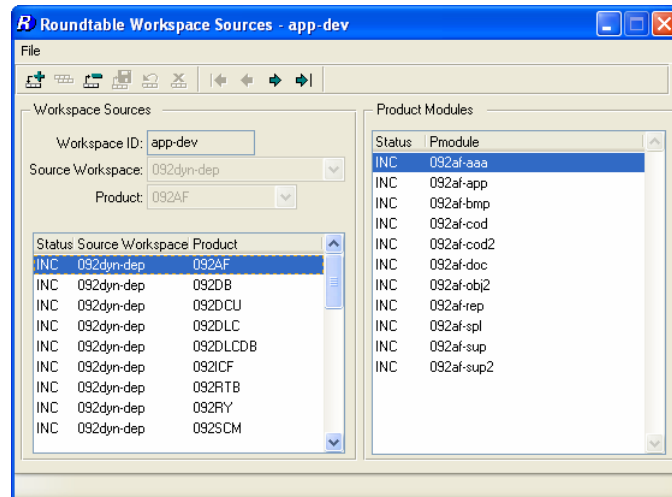 Roundtable Workspace Sources - app-dev
File
Workspace Sources
Workspace ID: app-dev
Source Workspace: 092dyn-dep
Product: 092AF
Status Source Workspace Product
INC 092dyn-dep 092AF
INC 092dyn-dep 092DB
INC 092dyn-dep 092DCU
INC 092dyn-dep 092DLC
INC 092dyn-dep 092DLCDB
INC 092dyn-dep 092ICF
INC 092dyn-dep 092RTB
INC 092dyn-dep 092RY
INC 092dyn-dep 092SCM
Product Modules
Status Pmodule
INC 092af-aaa
INC 092af-app
INC 092af-bmp
INC 092af-cod
INC 092af-cod2
INC 092af-doc
INC 092af-obj2
INC 092af-rep
INC 092af-spl
INC 092af-sup
INC 092af-sup2